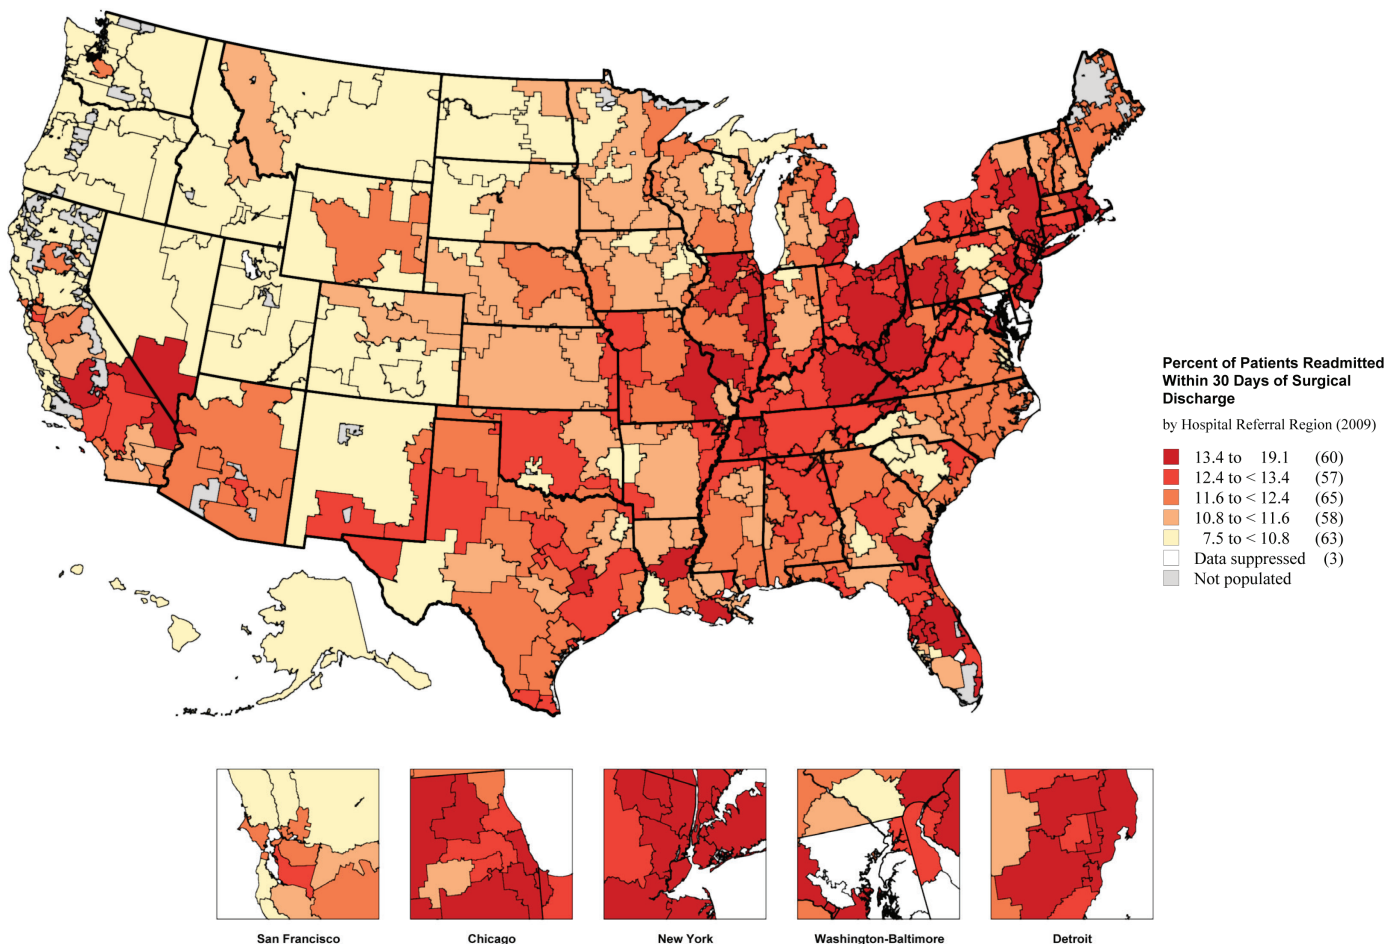 Percent of Patients Readmitted
Within 30 Days of Surgical
Discharge
by Hospital Referral Region (2009)
13.4 to 19.1 (60)
12.4 to < 13.4 (57)
11.6 to < 12.4 (65)
10.8 to < 11.6 (58)
7.5 to < 10.8 (63)
Data suppressed (3)
Not populated
San Francisco
Chicago
New York
Washington-Baltimore
Detroit